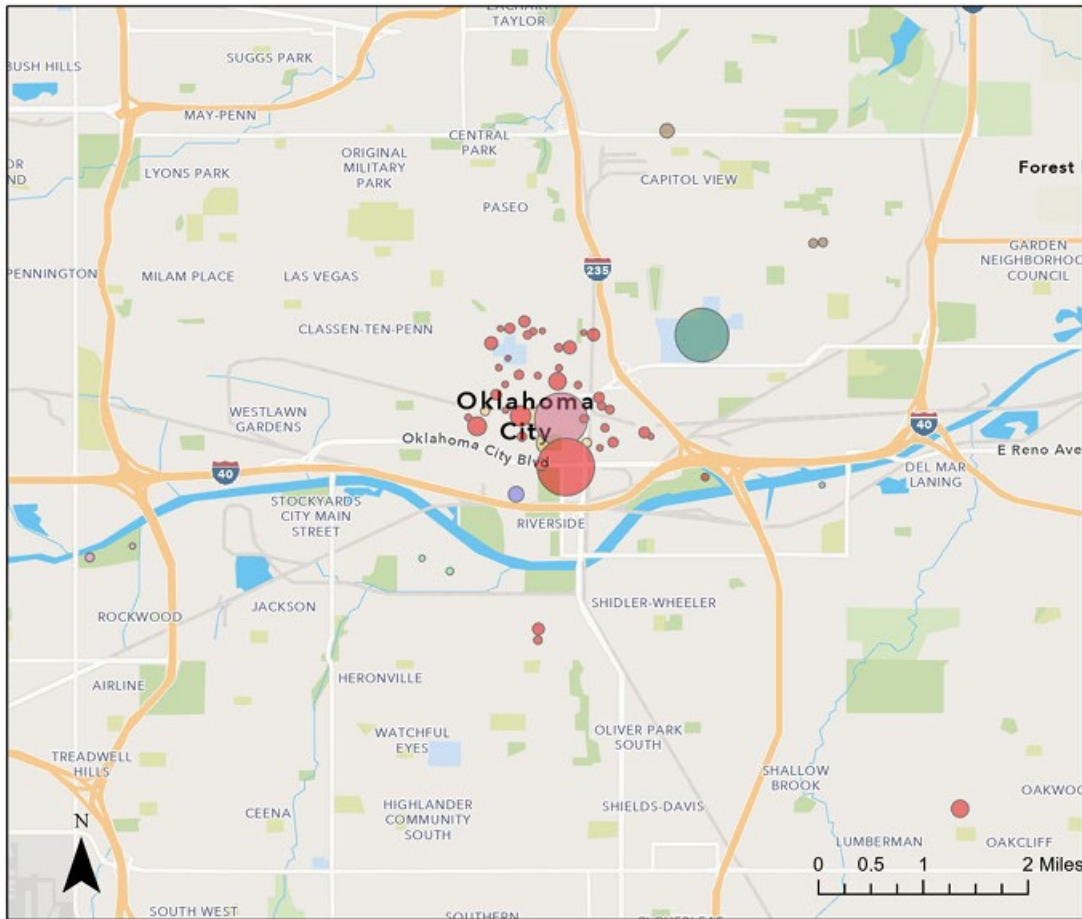 ZACHARY
TAYLOR
SUGGS PARK
BUSH HILLS
MAY-PENN
CENTRAL
PARK
ORIGINAL
MILITARY
PARK
LYONS PARK
CAPITOL VIEW
Forest
PASEO
GARDEN
NEIGHBORHOOD
COUNCIL
235
PENNINGTON
MILAM PLACE
LAS VEGAS
CLASSEN-TEN-PENN
Oklahoma
City
WESTLAWN
GARDENS
Oklahoma City Blvd
40
E Reno Ave
40
DEL MAR
LANING
STOCKYARDS
CITY MAIN
STREET
RIVERSIDE
SHIDLER-WHEELER
JACKSON
ROCKWOOD
HERONVILLE
AIRLINE
WATCHFUL
EYES
OLIVER PARK
SOUTH
TREADWELL
HILLS
SHALLOW
BROOK
OAKWOO
CEENA
HIGHLANDER
COMMUNITY
SOUTH
SHIELDS-DAVIS
N
LUMBERMAN
OAKCLIFF
0 0.5 1 2 Miles
SOUTH WEST
SOUTHERN